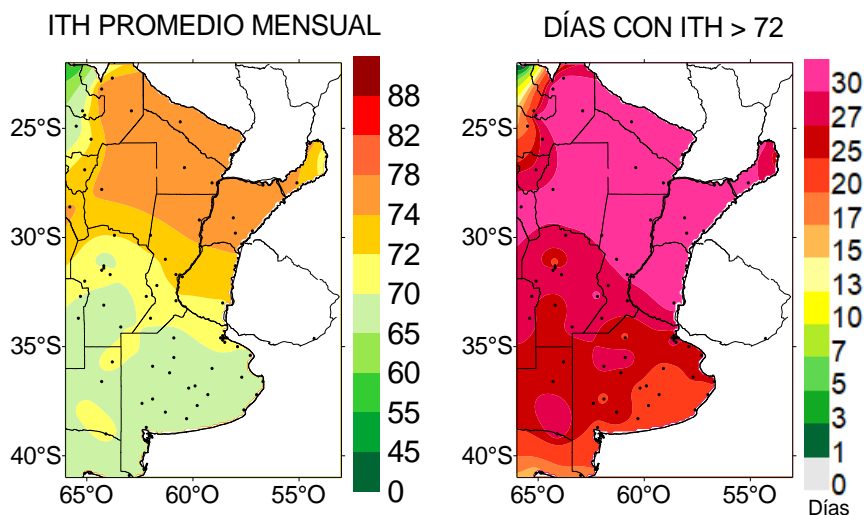 ITH PROMEDIO MENSUAL
25°S
30°S
35°S
40°S
65°O 60°O 55°O
88
82
78
74
72
70
65
60
55
45
0
DÍAS CON ITH > 72
25°S
30°S
35°S
40°S
65°O 60°O 55°O
30
27
25
20
17
15
13
10
7
5
3
1
0
Días